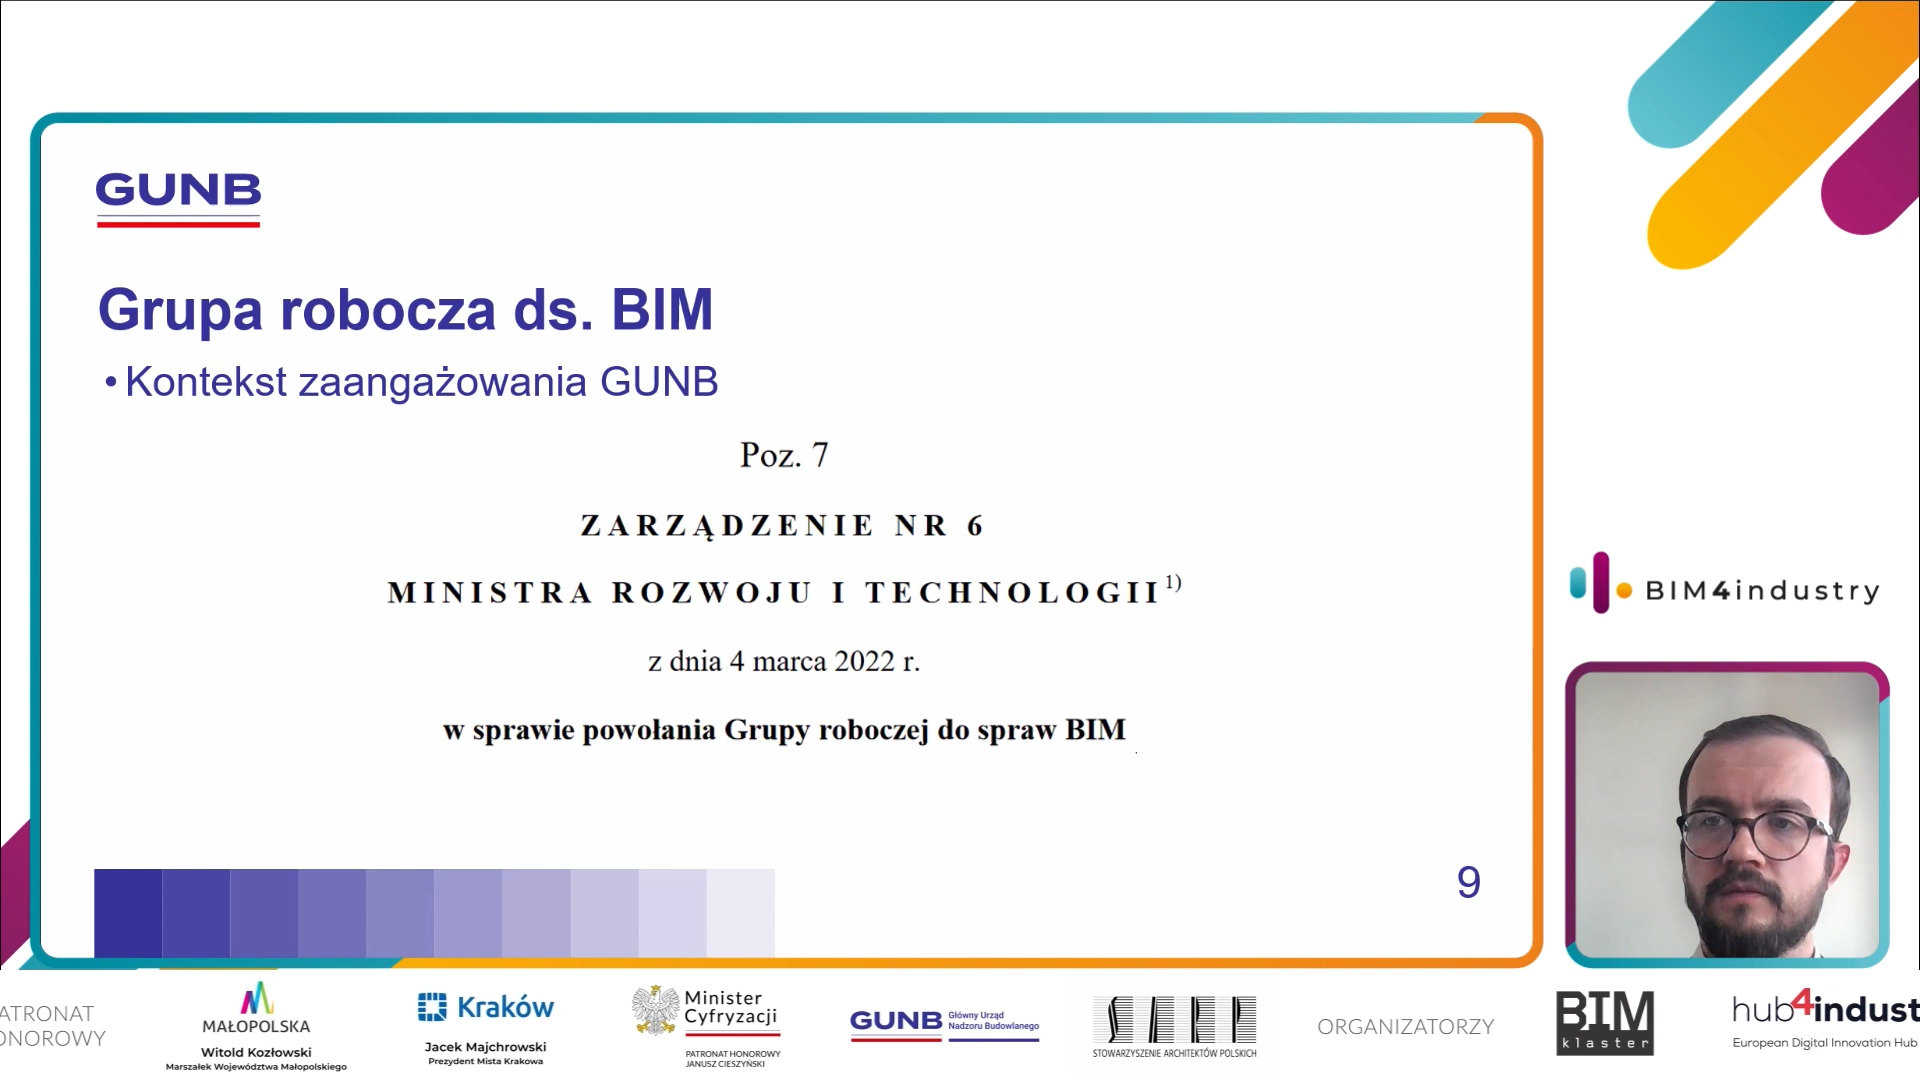 GUNB
Grupa robocza ds. BIM
• Kontekst zaangażowania GUNB
Poz. 7
ZARZĄDZENIE NR 6
MINISTRA ROZWOJU I TECHNOLOGII 1)
z dnia 4 marca 2022 r.
w sprawie powołania Grupy roboczej do spraw BIM
9
BIM4industry
ATRONAT
ONOROWY
MAŁOPOLSKA
Witold Kozłowski
Marszałek Województwa Małopolskiego
Kraków
Jacek Majchrowski
Prezydent Mista Krakowa
Minister
Cyfryzacji
PATRONAT HONOROWY
JANUSZ CIESZYŃSKI
GUNB
Główny Urząd
Nadzoru Budowlanego
SARP
STOWARZYSZENIE ARCHITEKTÓW POLSKICH
ORGANIZATORZY
BIM
klaster
hub4indust
European Digital Innovation Hub